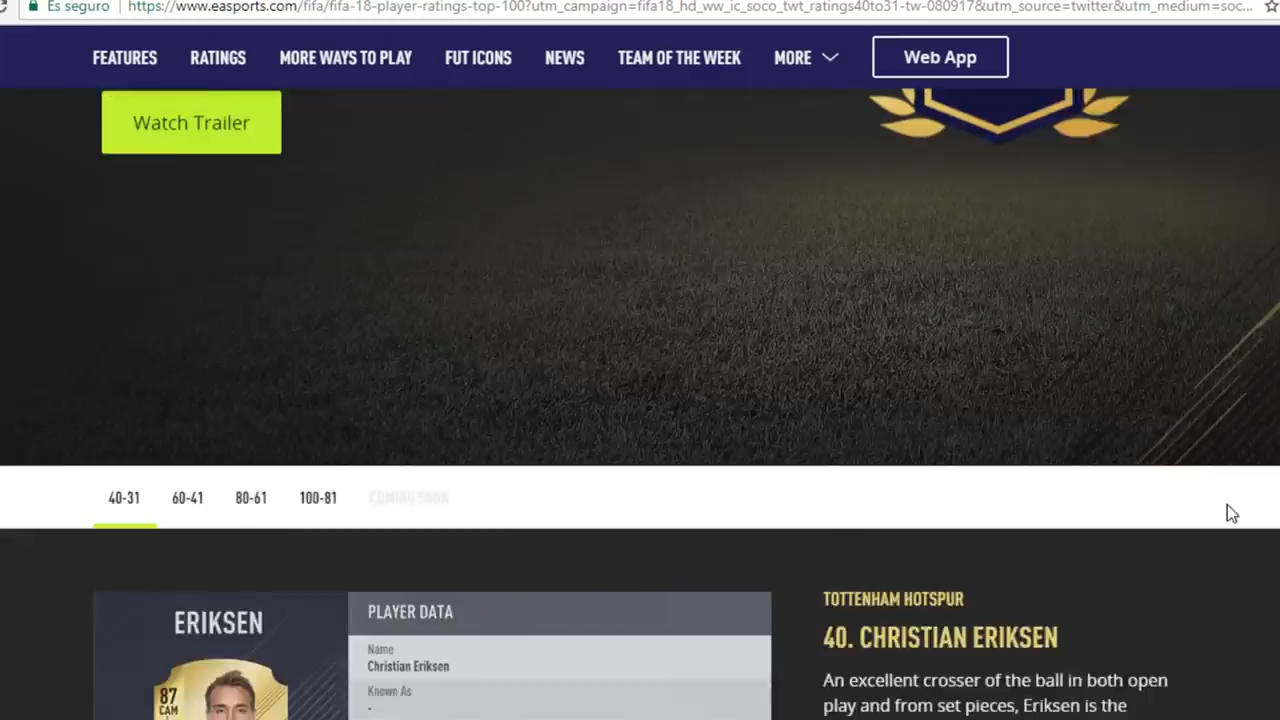 Es seguro
https://www.easports.com/fifa/fifa-18-player-ratings-top-100?utm_campaign=fifa18_hd_ww_ic_soco_twt_ratings40to31-tw-080917&utm_source=twitter&utm_medium=soc...
FEATURES RATINGS MORE WAYS TO PLAY FUT ICONS NEWS TEAM OF THE WEEK MORE Web App
Watch Trailer
40-31 60-41 80-61 100-81 COMING SOON
ERIKSEN
87
CAM
PLAYER DATA
Name
Christian Eriksen
Known As
-
TOTTENHAM HOTSPUR
40. CHRISTIAN ERIKSEN
An excellent crosser of the ball in both open
play and from set pieces, Eriksen is the